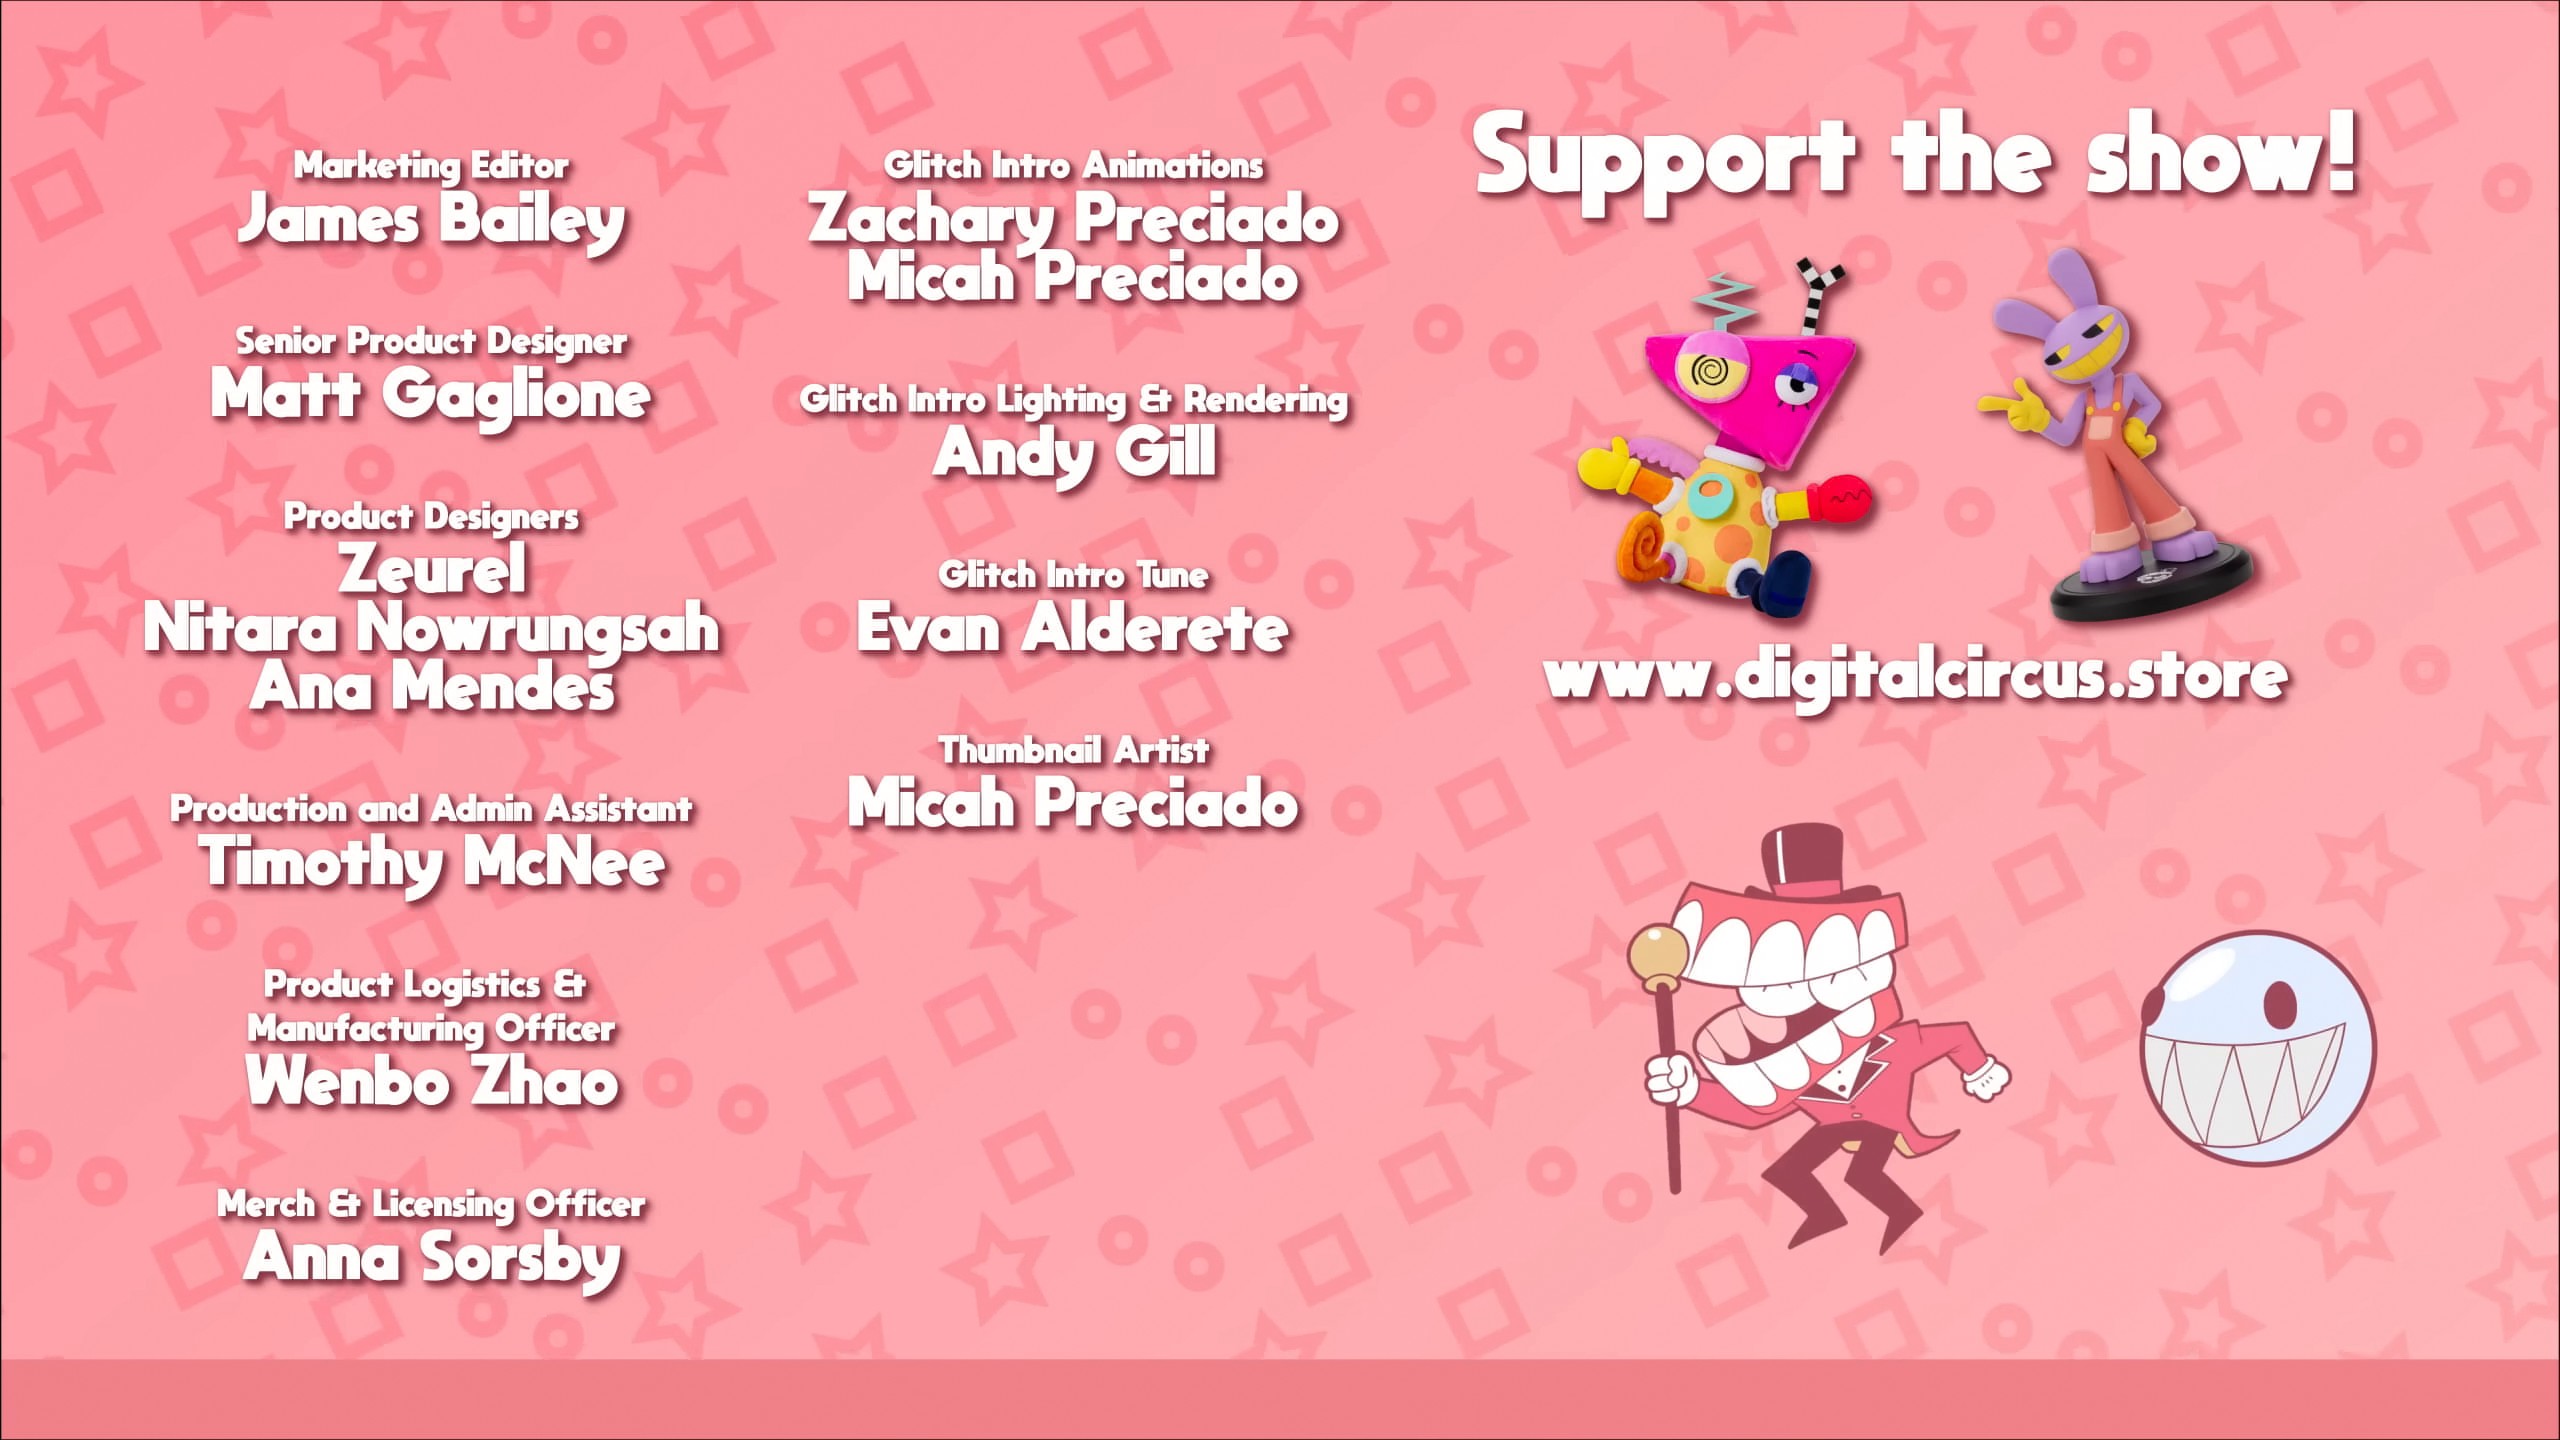 Marketing Editor
James Bailey
Senior Product Designer
Matt Gaglione
Product Designers
Zeurel
Nitara Nowrungsah
Ana Mendes
Production and Admin Assistant
Timothy McNee
Product Logistics &
Manufacturing Officer
Wenbo Zhao
Merch & Licensing Officer
Anna Sorsby
Glitch Intro Animations
Zachary Preciado
Micah Preciado
Glitch Intro Lighting & Rendering
Andy Gill
Glitch Intro Tune
Evan Alderete
Thumbnail Artist
Micah Preciado
Support the show!
www.digitalcircus.store